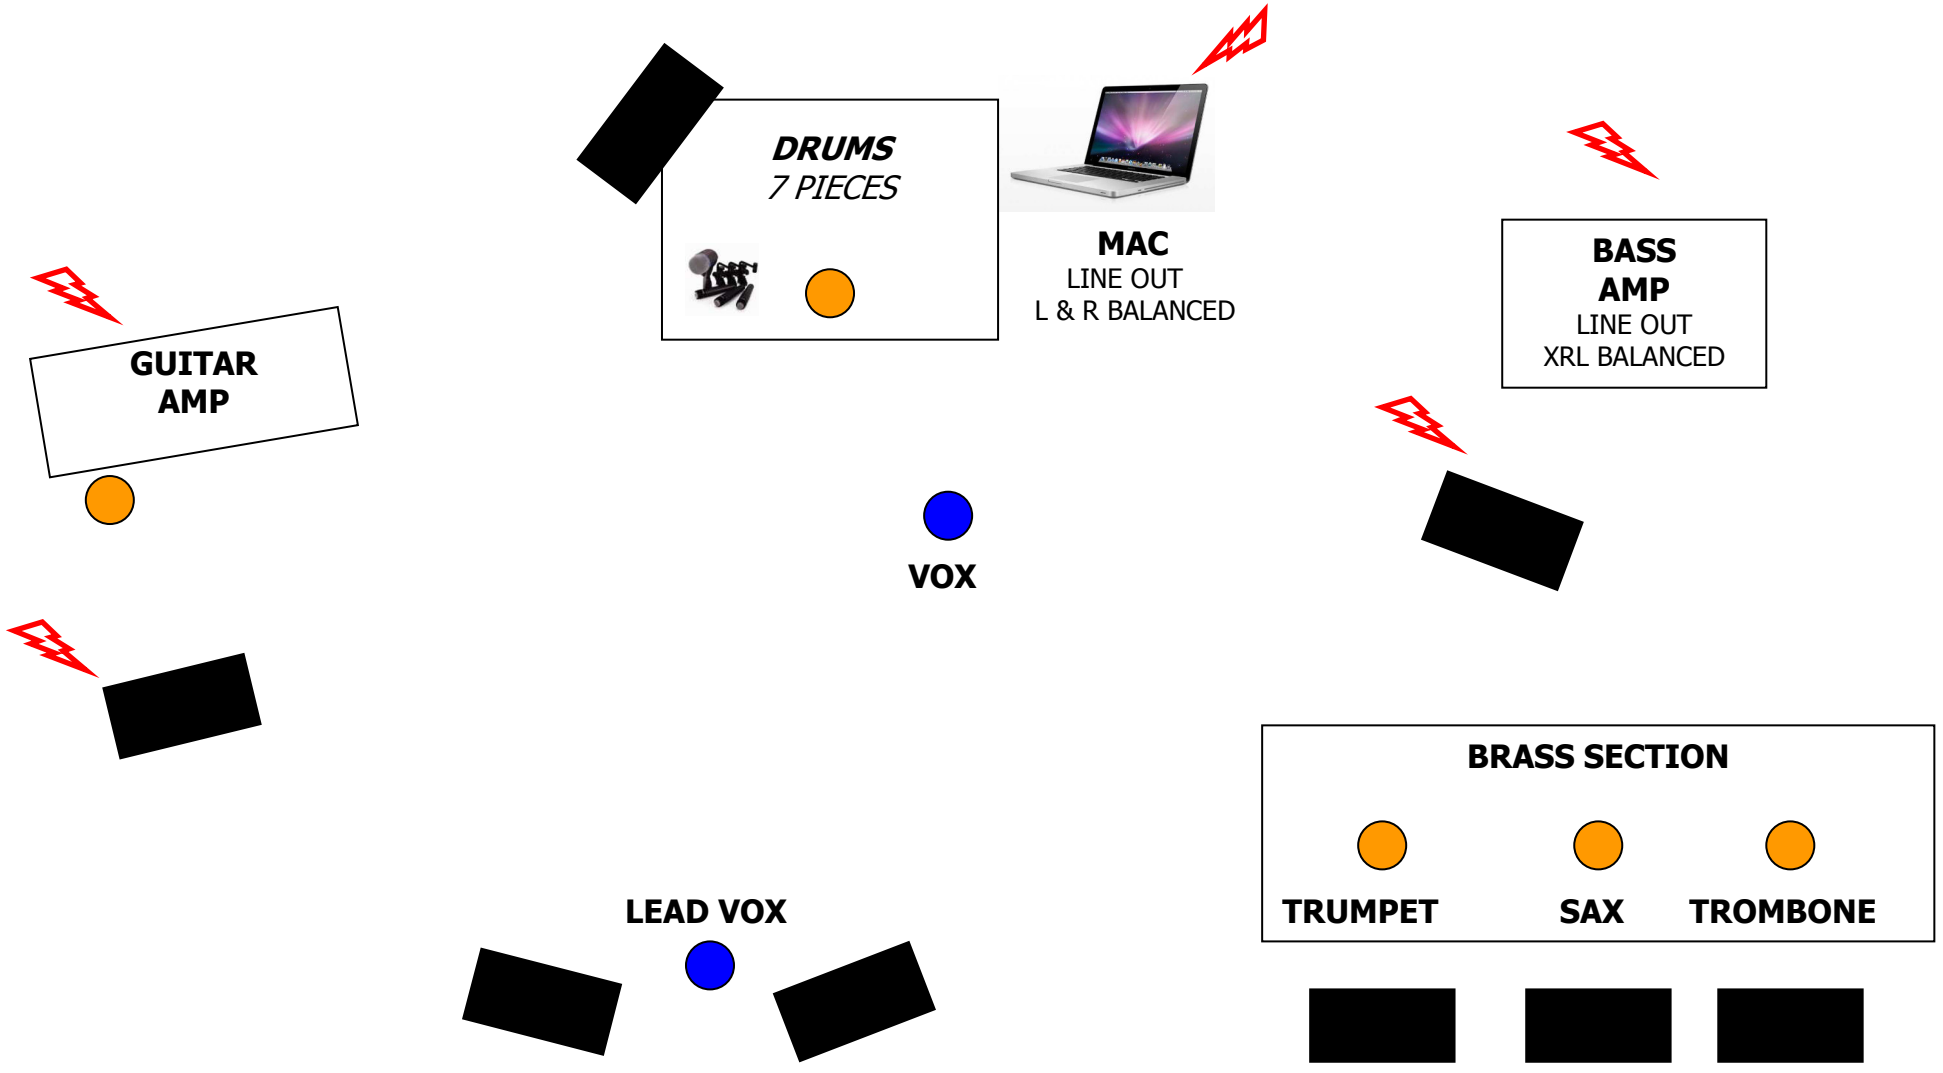 DRUMS
7 PIECES
MAC
LINE OUT
L & R BALANCED
BASS
AMP
LINE OUT
XRL BALANCED
GUITAR
AMP
VOX
BRASS SECTION
LEAD VOX
TRUMPET
SAX
TROMBONE